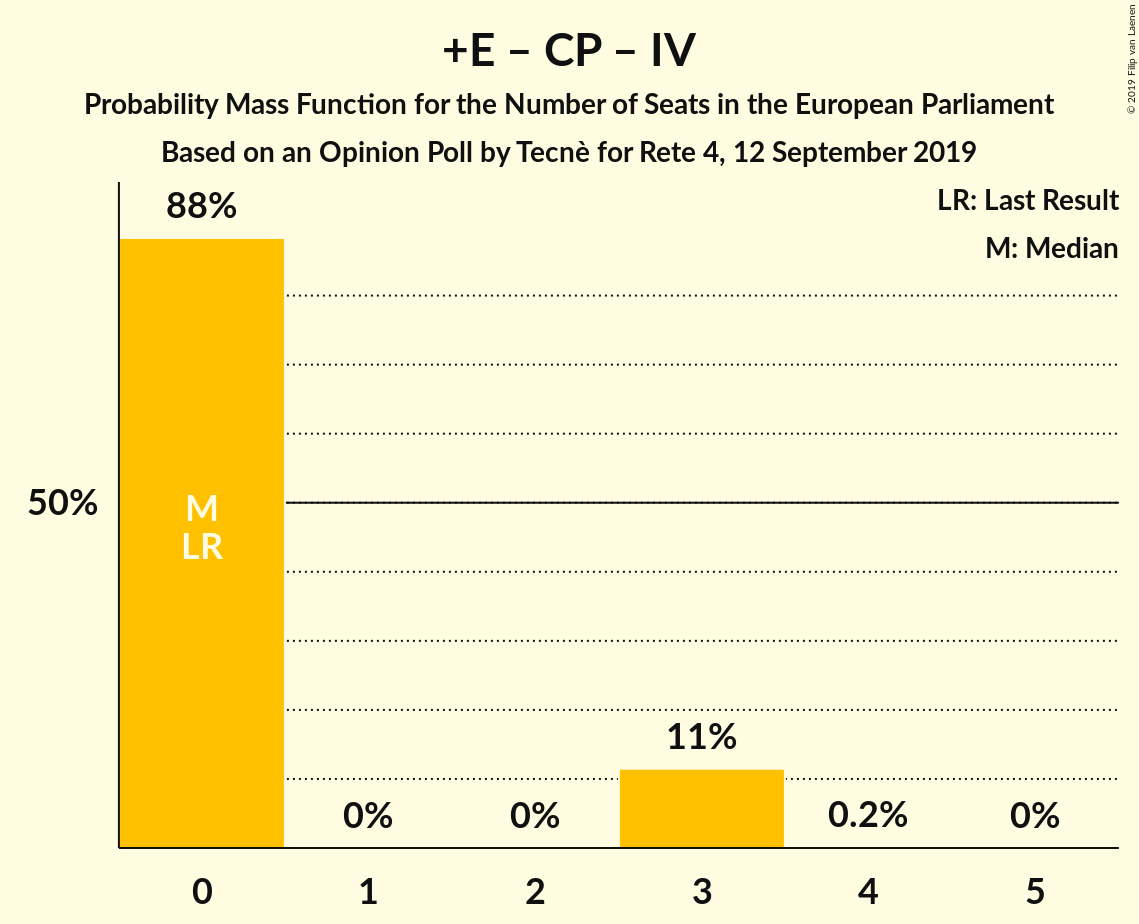 +E – CP – IV
Probability Mass Function for the Number of Seats in the European Parliament
Based on an Opinion Poll by Tecnè for Rete 4, 12 September 2019
© 2019 Filip van Laenen
LR: Last Result
M: Median
88%
50%
M
LR
11%
0%
0%
0.2%
0%
0
1
2
3
4
5